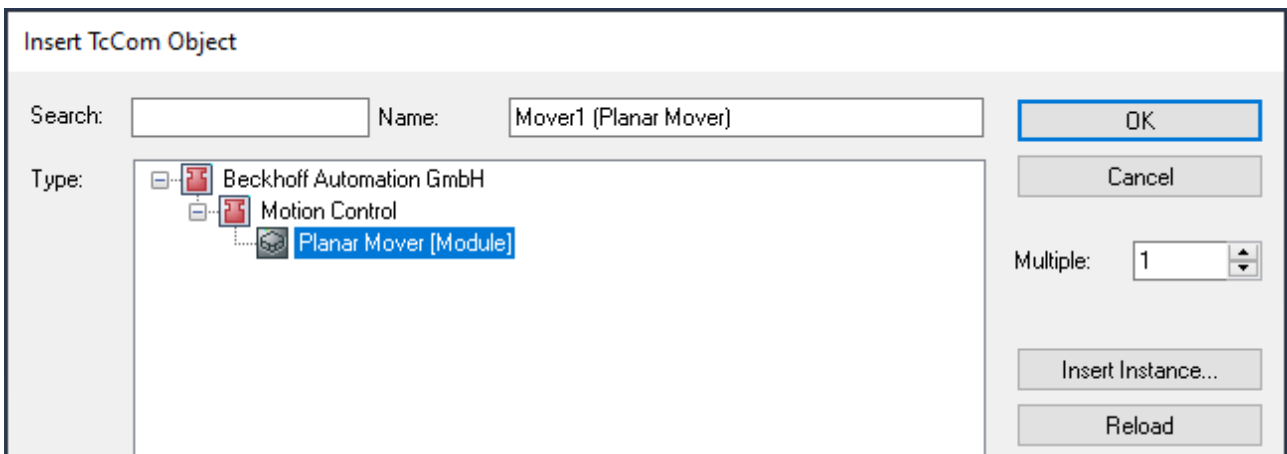 Insert TcCom Object
Search:
Name: Mover1 (Planar Mover)
OK
Type:
Beckhoff Automation GmbH
Cancel
Motion Control
Planar Mover [Module]
Multiple: 1
Insert Instance...
Reload